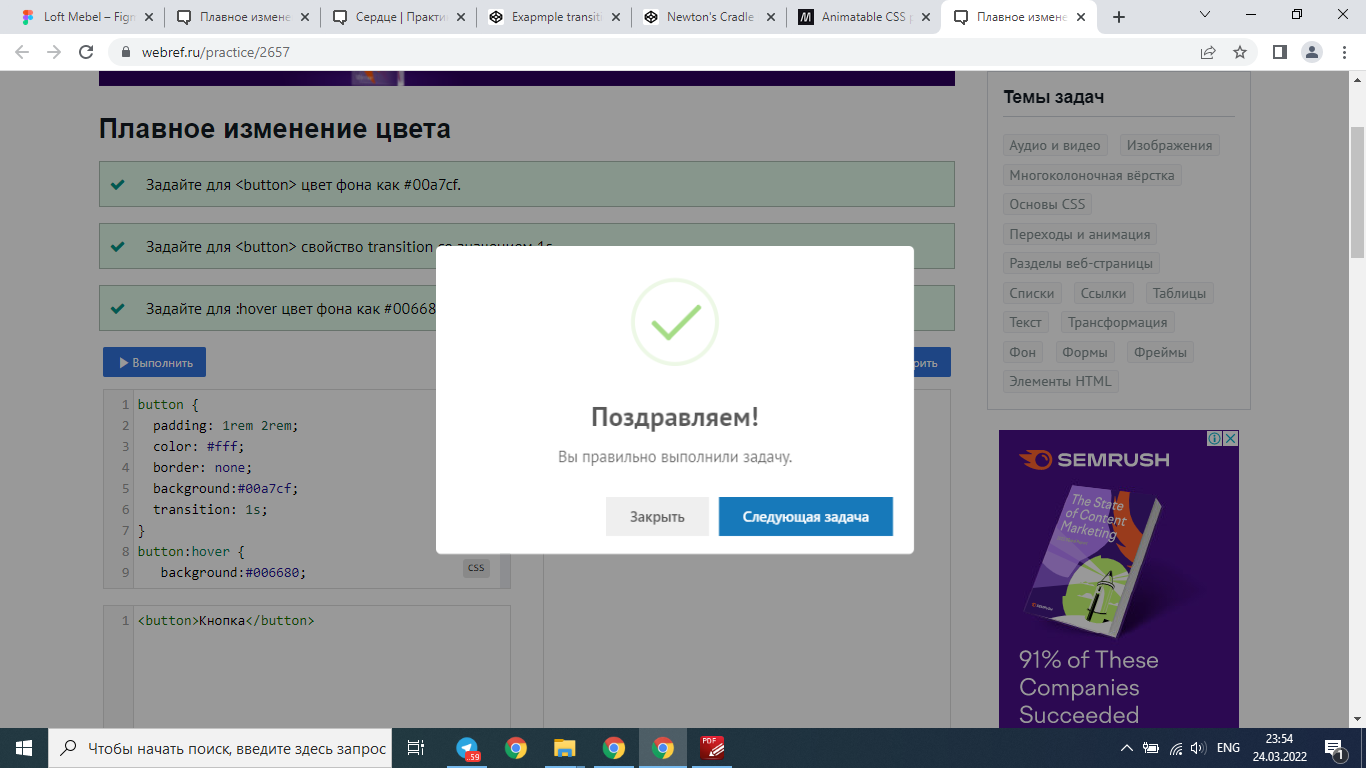 Loft Mebel – Figm
Плавное измене
Сердце | Практи
Exapmple transiti
Newton's Cradle
Animatable CSS p
Плавное измене
webref.ru/practice/2657
Плавное изменение цвета
Задайте для <button> цвет фона как #00a7cf.
Задайте для <button> свойство transition со значением 1s
Задайте для :hover цвет фона как #00668
Выполнить
рить
1 button {
2 padding: 1rem 2rem;
3 color: #fff;
4 border: none;
5 background:#00a7cf;
6 transition: 1s;
7 }
8 button:hover {
9 background:#006680;
CSS
1 <button>Кнопка</button>
Поздравляем!
Вы правильно выполнили задачу.
Закрыть
Следующая задача
Темы задач
Аудио и видео Изображения
Многоколоночная вёрстка
Основы CSS
Переходы и анимация
Разделы веб-страницы
Списки Ссылки Таблицы
Текст Трансформация
Фон Формы Фреймы
Элементы HTML
SEMRUSH
The State
of Content
Marketing
SEMRUSH
91% of These
Companies
Succeeded
Чтобы начать поиск, введите здесь запрос
59
PDF
ENG
23:54
24.03.2022
1